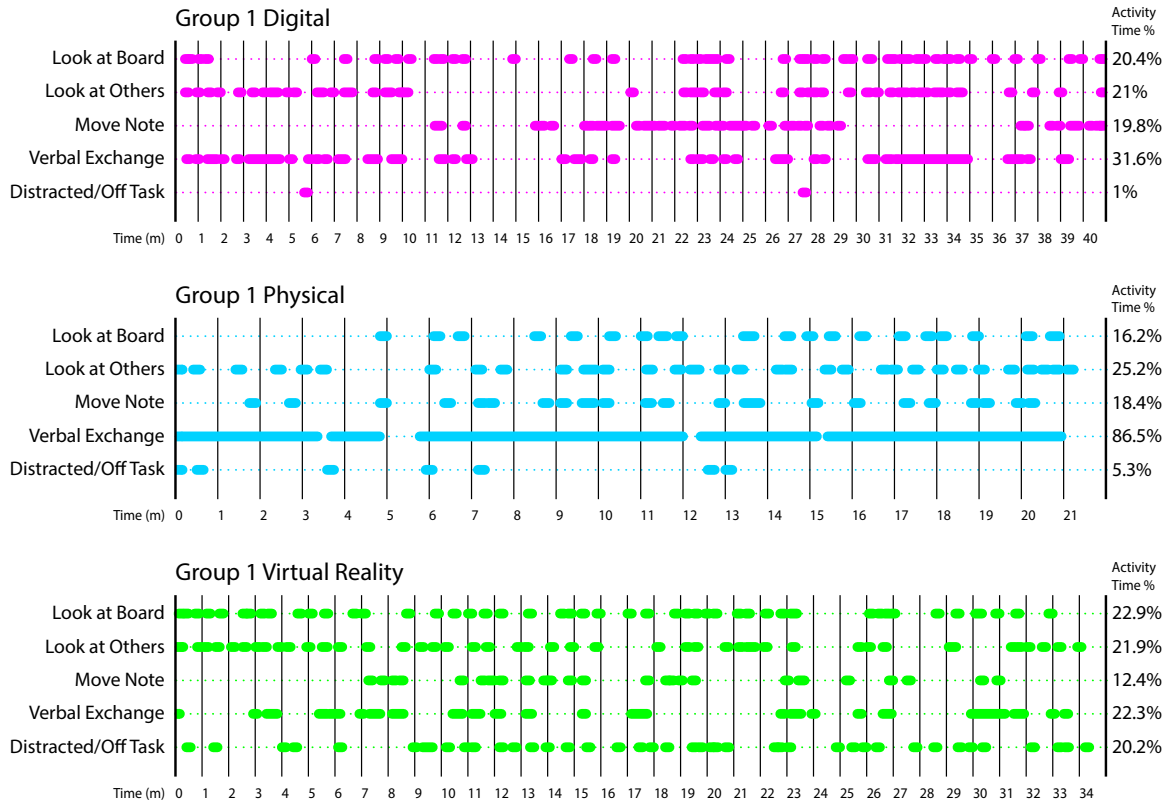 Group 1 Digital
Activity
Time %
Look at Board 20.4%
Look at Others 21%
Move Note 19.8%
Verbal Exchange 31.6%
Distracted/Off Task 1%
Time (m) 0 1 2 3 4 5 6 7 8 9 10 11 12 13 14 15 16 17 18 19 20 21 22 23 24 25 26 27 28 29 30 31 32 33 34 35 36 37 38 39 40
Group 1 Physical
Activity
Time %
Look at Board 16.2%
Look at Others 25.2%
Move Note 18.4%
Verbal Exchange 86.5%
Distracted/Off Task 5.3%
Time (m) 0 1 2 3 4 5 6 7 8 9 10 11 12 13 14 15 16 17 18 19 20 21
Group 1 Virtual Reality
Activity
Time %
Look at Board 22.9%
Look at Others 21.9%
Move Note 12.4%
Verbal Exchange 22.3%
Distracted/Off Task 20.2%
Time (m) 0 1 2 3 4 5 6 7 8 9 10 11 12 13 14 15 16 17 18 19 20 21 22 23 24 25 26 27 28 29 30 31 32 33 34